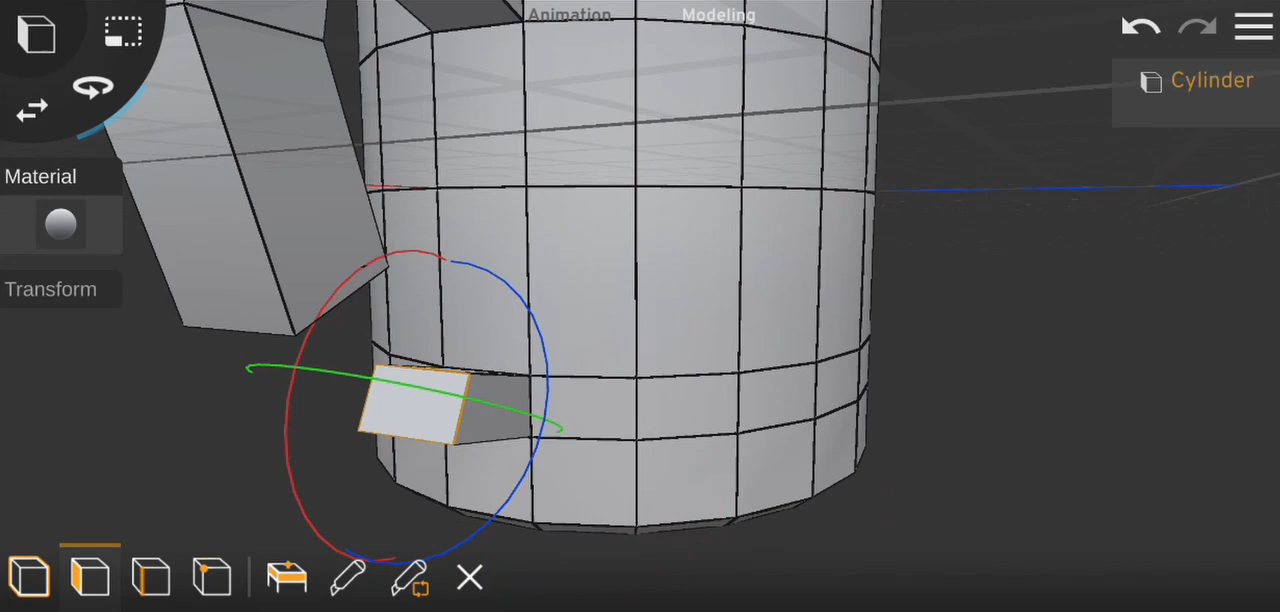 Animation
Modeling
Cylinder
Material
Transform